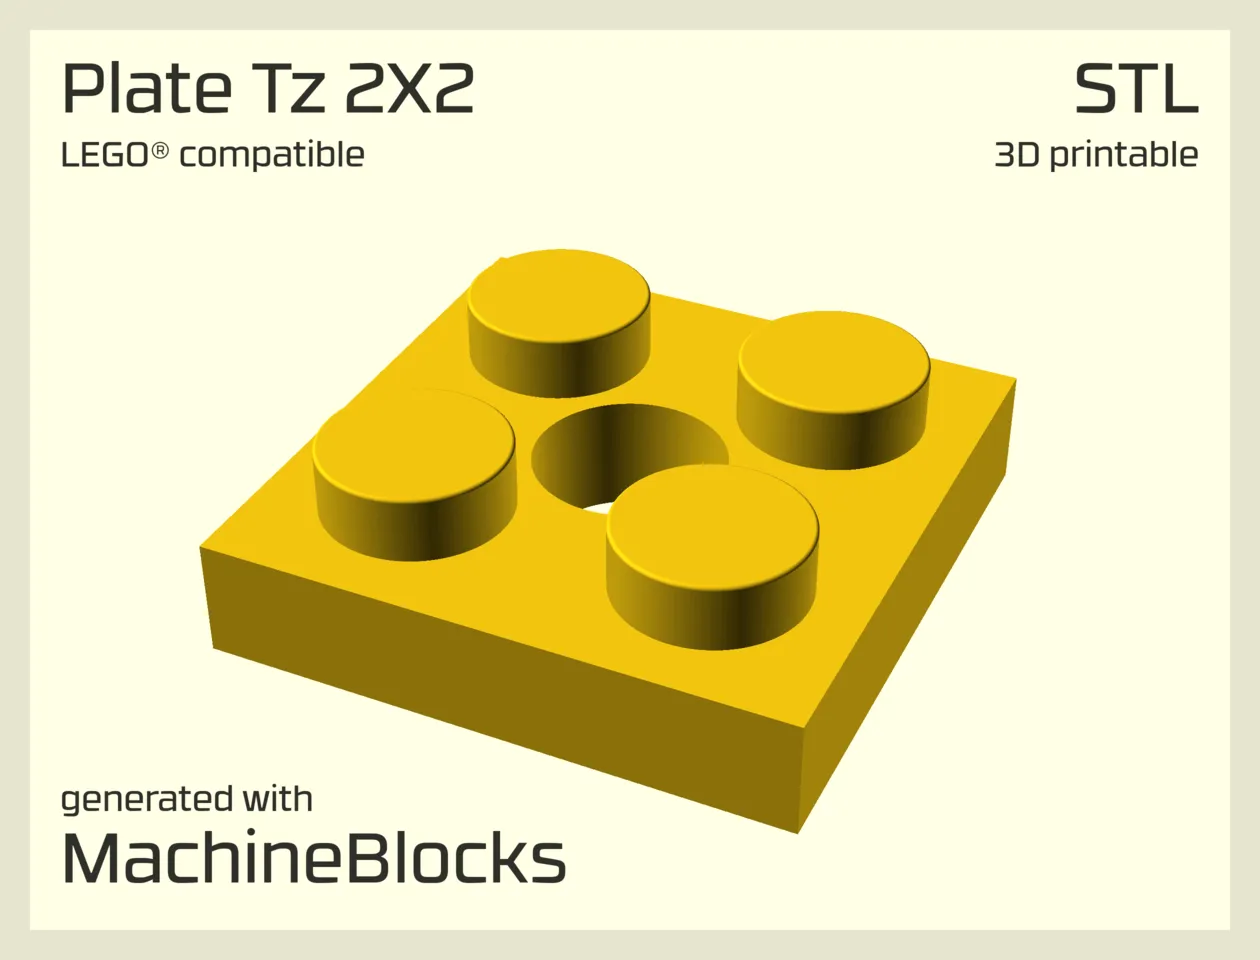 Plate Tz 2X2
LEGO® compatible
STL
3D printable
generated with
MachineBlocks